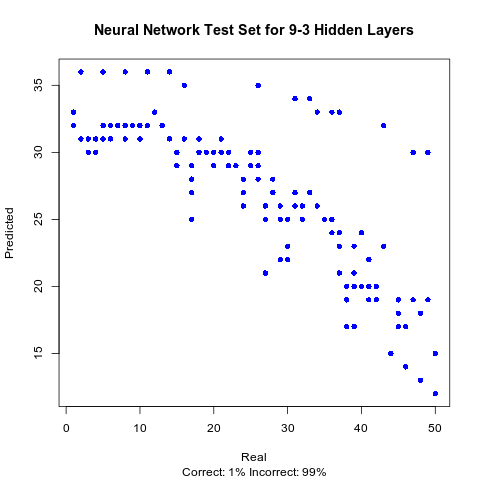 Neural Network Test Set for 9-3 Hidden Layers
Predicted
35
30
25
20
15
0 10 20 30 40 50
Real
Correct: 1% Incorrect: 99%